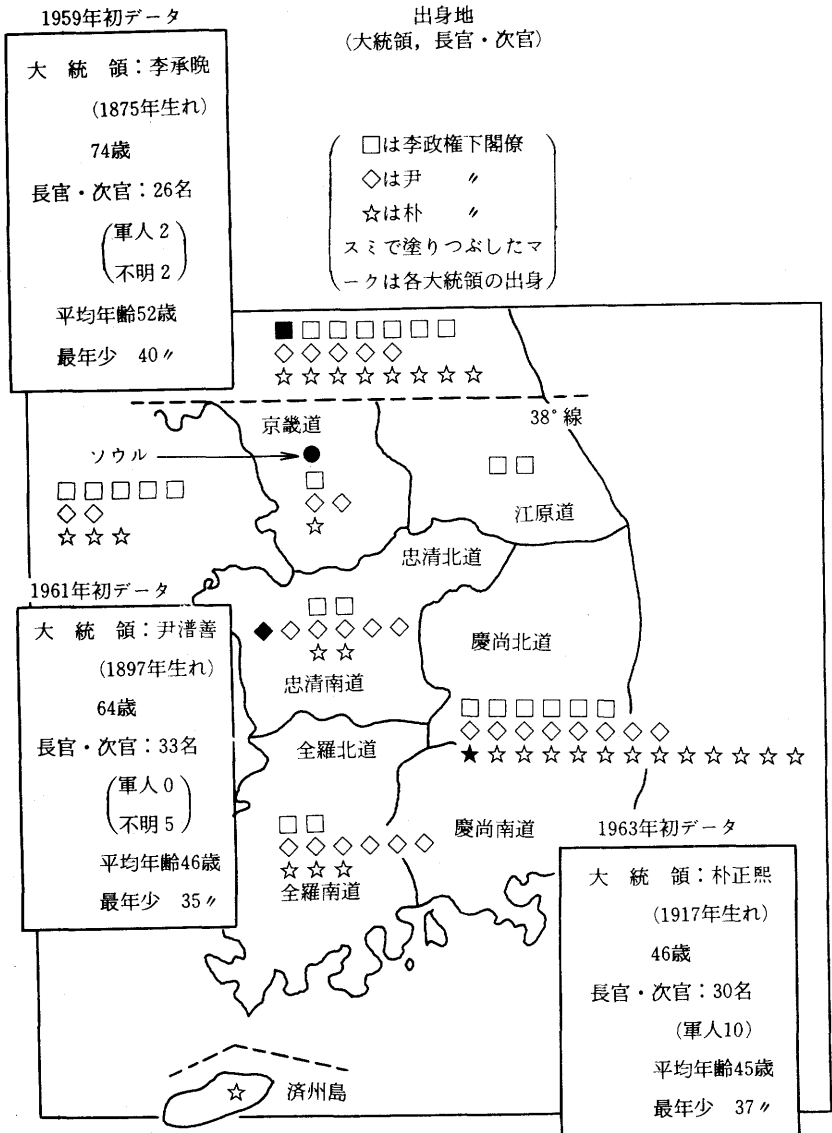 出身地
(大統領,長官・次官)
1959年初データ
大統領:李承晩
(1875年生れ)
74歳
長官・次官:26名
(軍人2
不明2)
平均年齢52歳
最年少 40〃
(□は李政権下閣僚
◇は尹 〃
☆は朴 〃
スミで塗りつぶしたマ
ークは各大統領の出身)
38°線
京畿道
ソウル
江原道
忠清北道
1961年初データ
大統領:尹潽善
(1897年生れ)
64歳
長官・次官:33名
(軍人0
不明5)
平均年齢46歳
最年少 35〃
忠清南道
慶尚北道
全羅北道
慶尚南道
全羅南道
1963年初データ
大統領:朴正熙
(1917年生れ)
46歳
長官・次官:30名
(軍人10)
平均年齢45歳
最年少 37〃
済州島